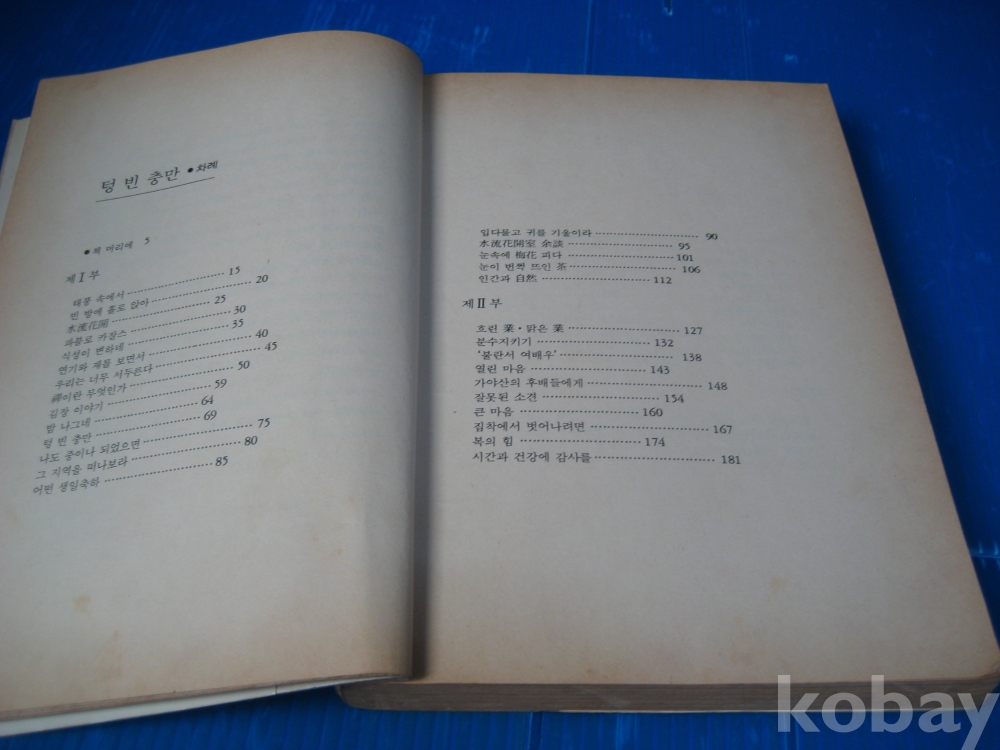 텅 빈 충만 ● 차례
● 책 머리에 5
제 I 부
태풍 속에서 15
빈 방에 홀로 앉아 20
水流花開 25
파블로 카잘스 30
식성이 변하네 35
연기와 재를 보면서 40
우리는 너무 서두른다 45
禪이란 무엇인가 50
김장 이야기 59
밤 나그네 64
텅 빈 충만 69
나도 중이나 되었으면 75
그 지역을 떠나보라 80
어떤 생일축하 85
입다물고 귀를 기울이라 90
水流花開室 余談 95
눈속에 梅花 피다 101
눈이 번쩍 뜨인 茶 106
인간과 自然 112
제 II 부
흐린 業·맑은 業 127
분수지키기 132
'불란서 여배우' 138
열린 마음 143
가야산의 후배들에게 148
잘못된 소견 154
큰 마음 160
집착에서 벗어나려면 167
복의 힘 174
시간과 건강에 감사를 181
kobay